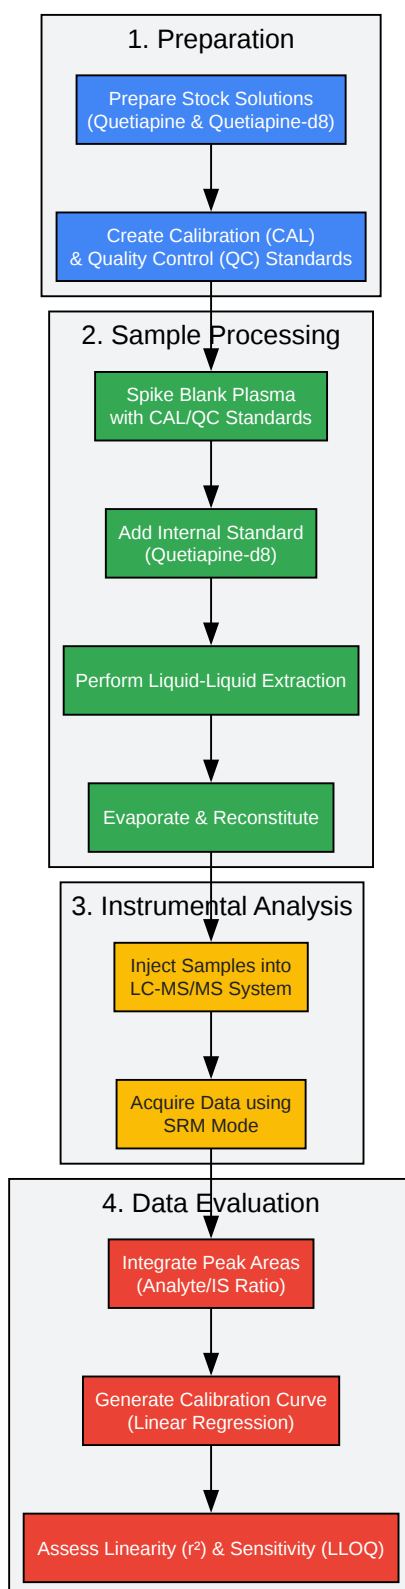 1. Preparation
Prepare Stock Solutions
(Quetiapine & Quetiapine-d8)
Create Calibration (CAL)
& Quality Control (QC) Standards
2. Sample Processing
Spike Blank Plasma
with CAL/QC Standards
Add Internal Standard
(Quetiapine-d8)
Perform Liquid-Liquid Extraction
Evaporate & Reconstitute
3. Instrumental Analysis
Inject Samples into
LC-MS/MS System
Acquire Data using
SRM Mode
4. Data Evaluation
Integrate Peak Areas
(Analyte/IS Ratio)
Generate Calibration Curve
(Linear Regression)
Assess Linearity (r²) & Sensitivity (LLOQ)